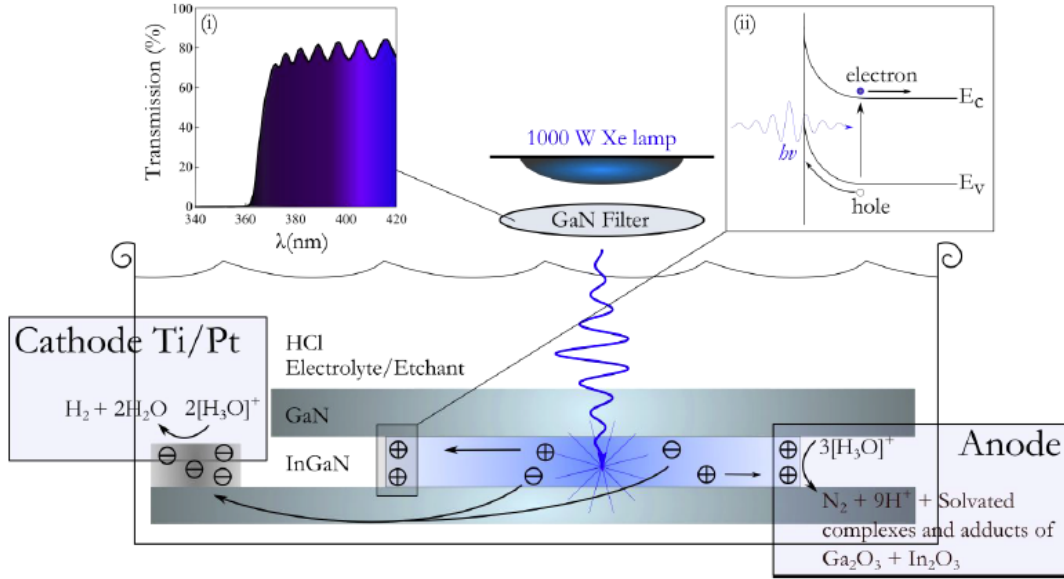 (i)
Transmission (%)
100
80
60
40
20
0
340
360
380
400
420
λ(nm)
1000 W Xe lamp
GaN Filter
(ii)
electron
E_C
hν
E_V
hole
Cathode Ti/Pt
H₂ + 2H₂O
2[H₃O]⁺
HCl
Electrolyte/Etchant
GaN
InGaN
Anode
3[H₃O]⁺
N₂ + 9H⁺ + Solvated
complexes and adducts of
Ga₂O₃ + In₂O₃